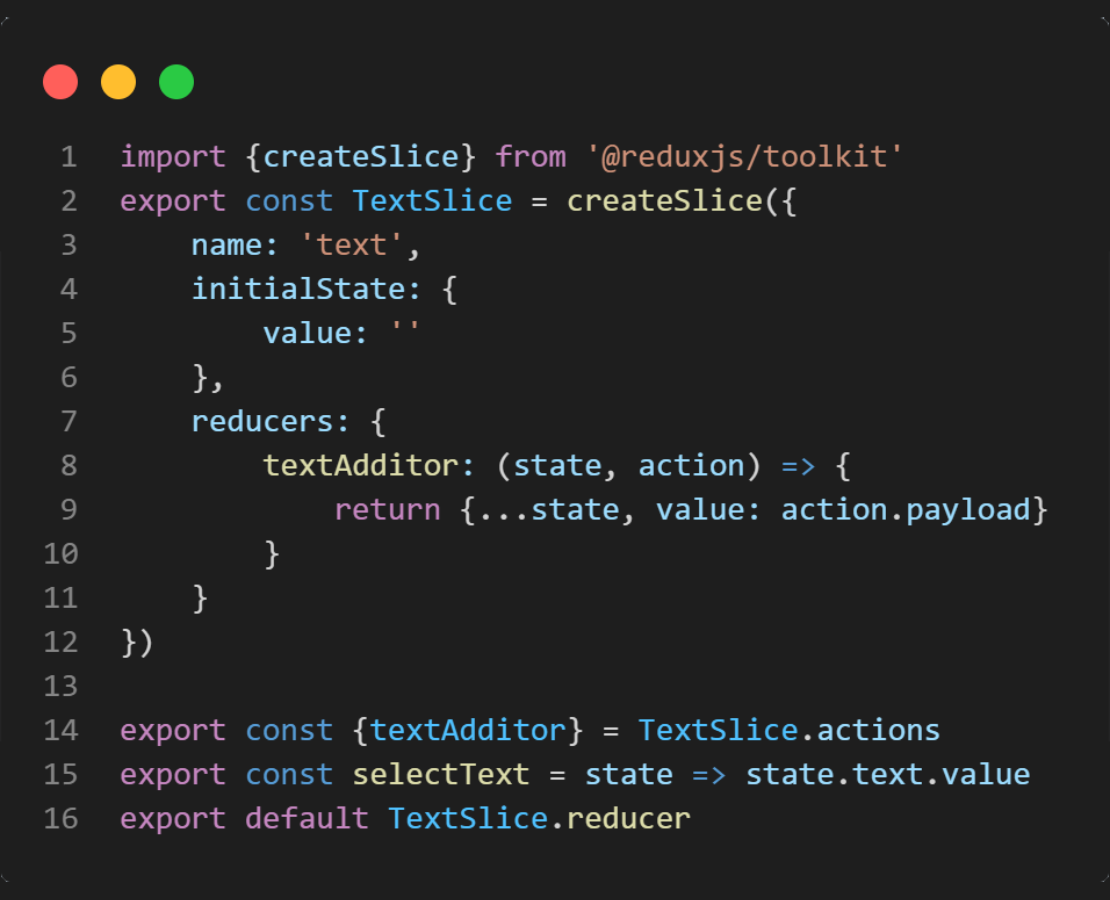 1 import {createSlice} from '@reduxjs/toolkit'
2 export const TextSlice = createSlice({
3     name: 'text',
4     initialState: {
5         value: ''
6     },
7     reducers: {
8         textAdditor: (state, action) => {
9             return {...state, value: action.payload}
10         }
11     }
12 })
13
14 export const {textAdditor} = TextSlice.actions
15 export const selectText = state => state.text.value
16 export default TextSlice.reducer